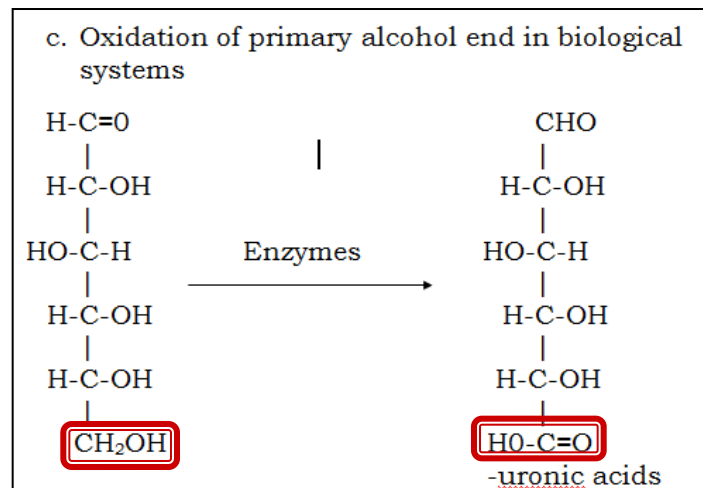 c. Oxidation of primary alcohol end in biological
systems
H-C=0 CHO
| | |
H-C-OH H-C-OH
| |
HO-C-H Enzymes HO-C-H
| |
H-C-OH H-C-OH
| |
H-C-OH H-C-OH
| |
CH₂OH H0-C=O
-uronic acids